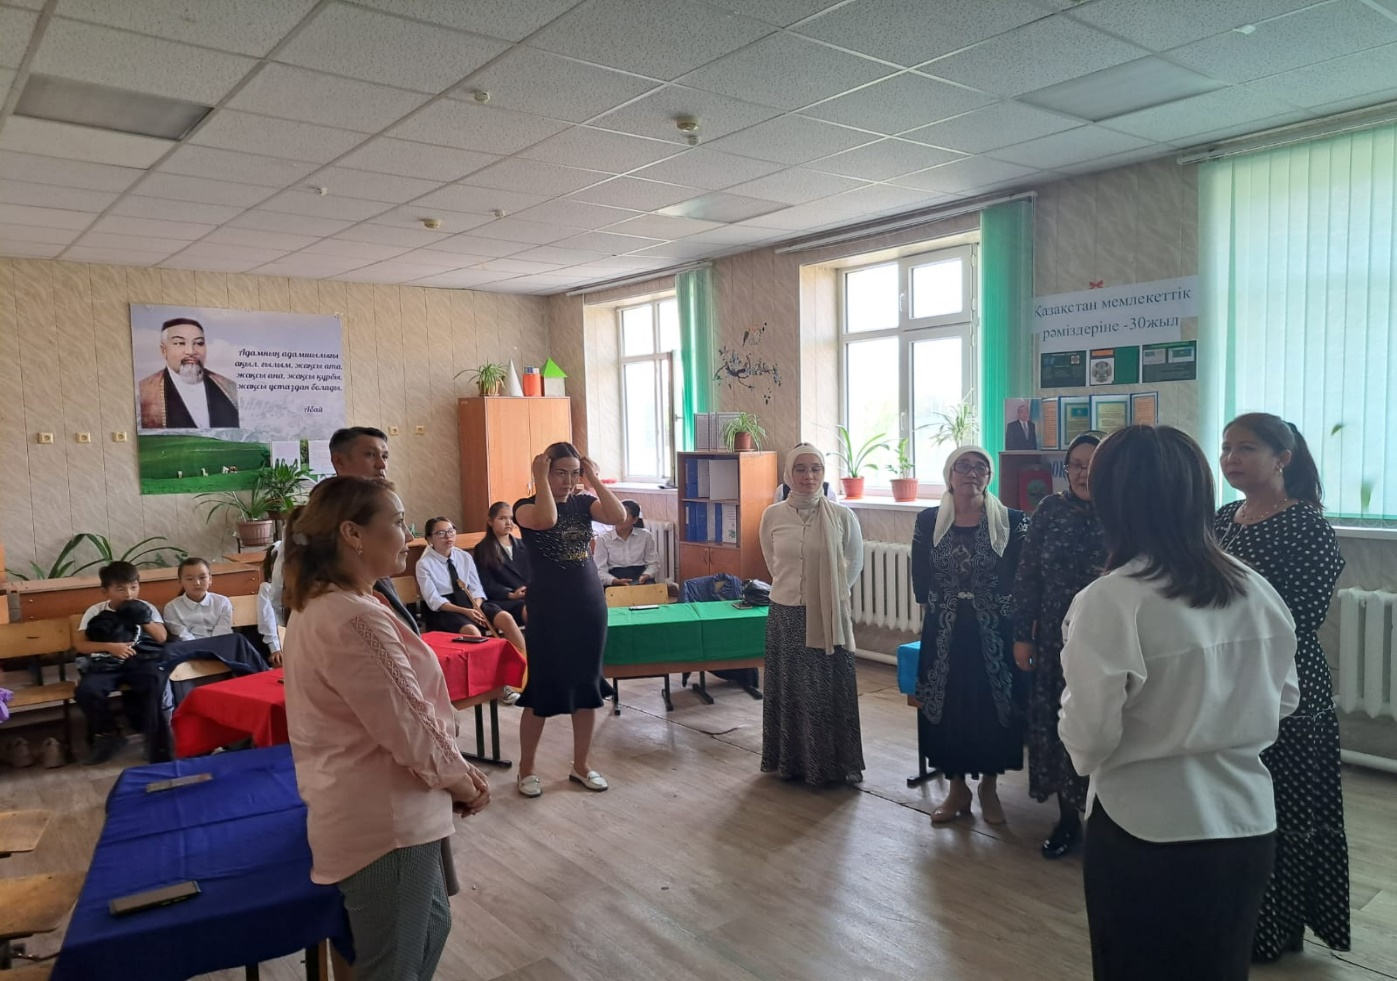 Адамның адамшылығы
ақыл, ғылым, жақсы ата,
жақсы ана, жақсы құрбы,
жақсы ұстаздан болады.
Абай
Қазақстан мемлекеттік
рәміздеріне -30жыл